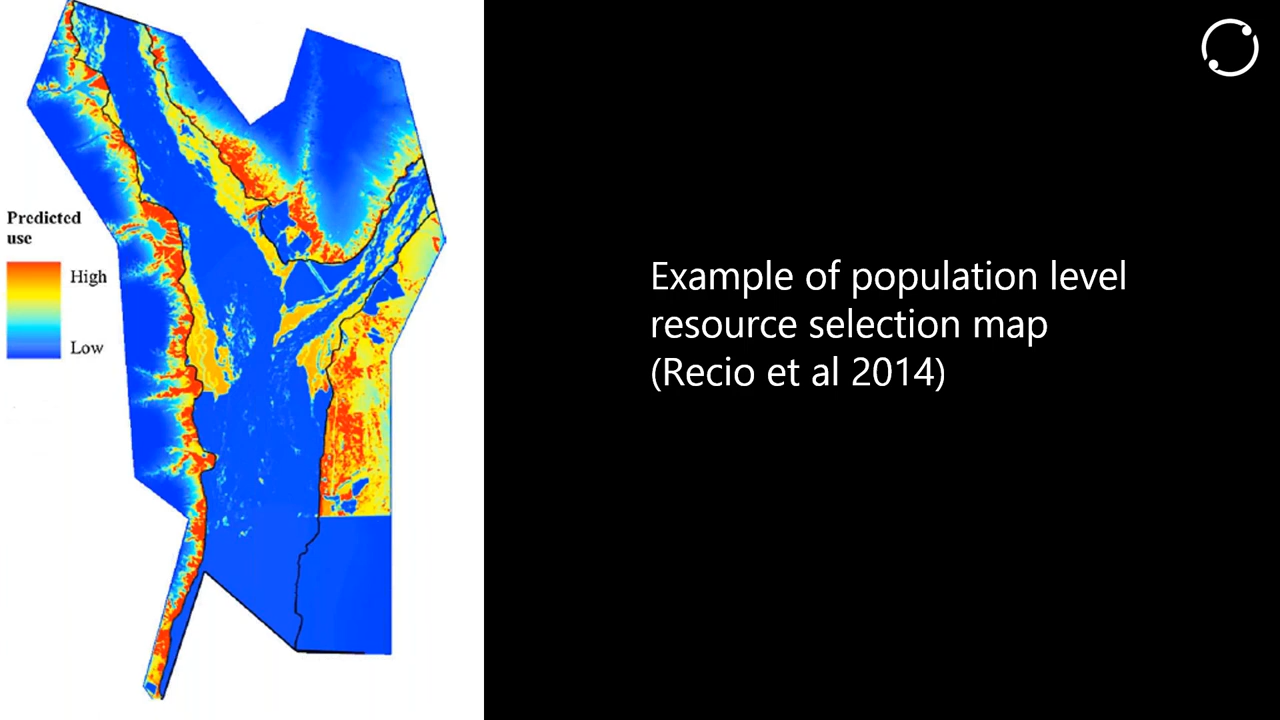 Predicted
use
High
Low
Example of population level
resource selection map
(Recio et al 2014)